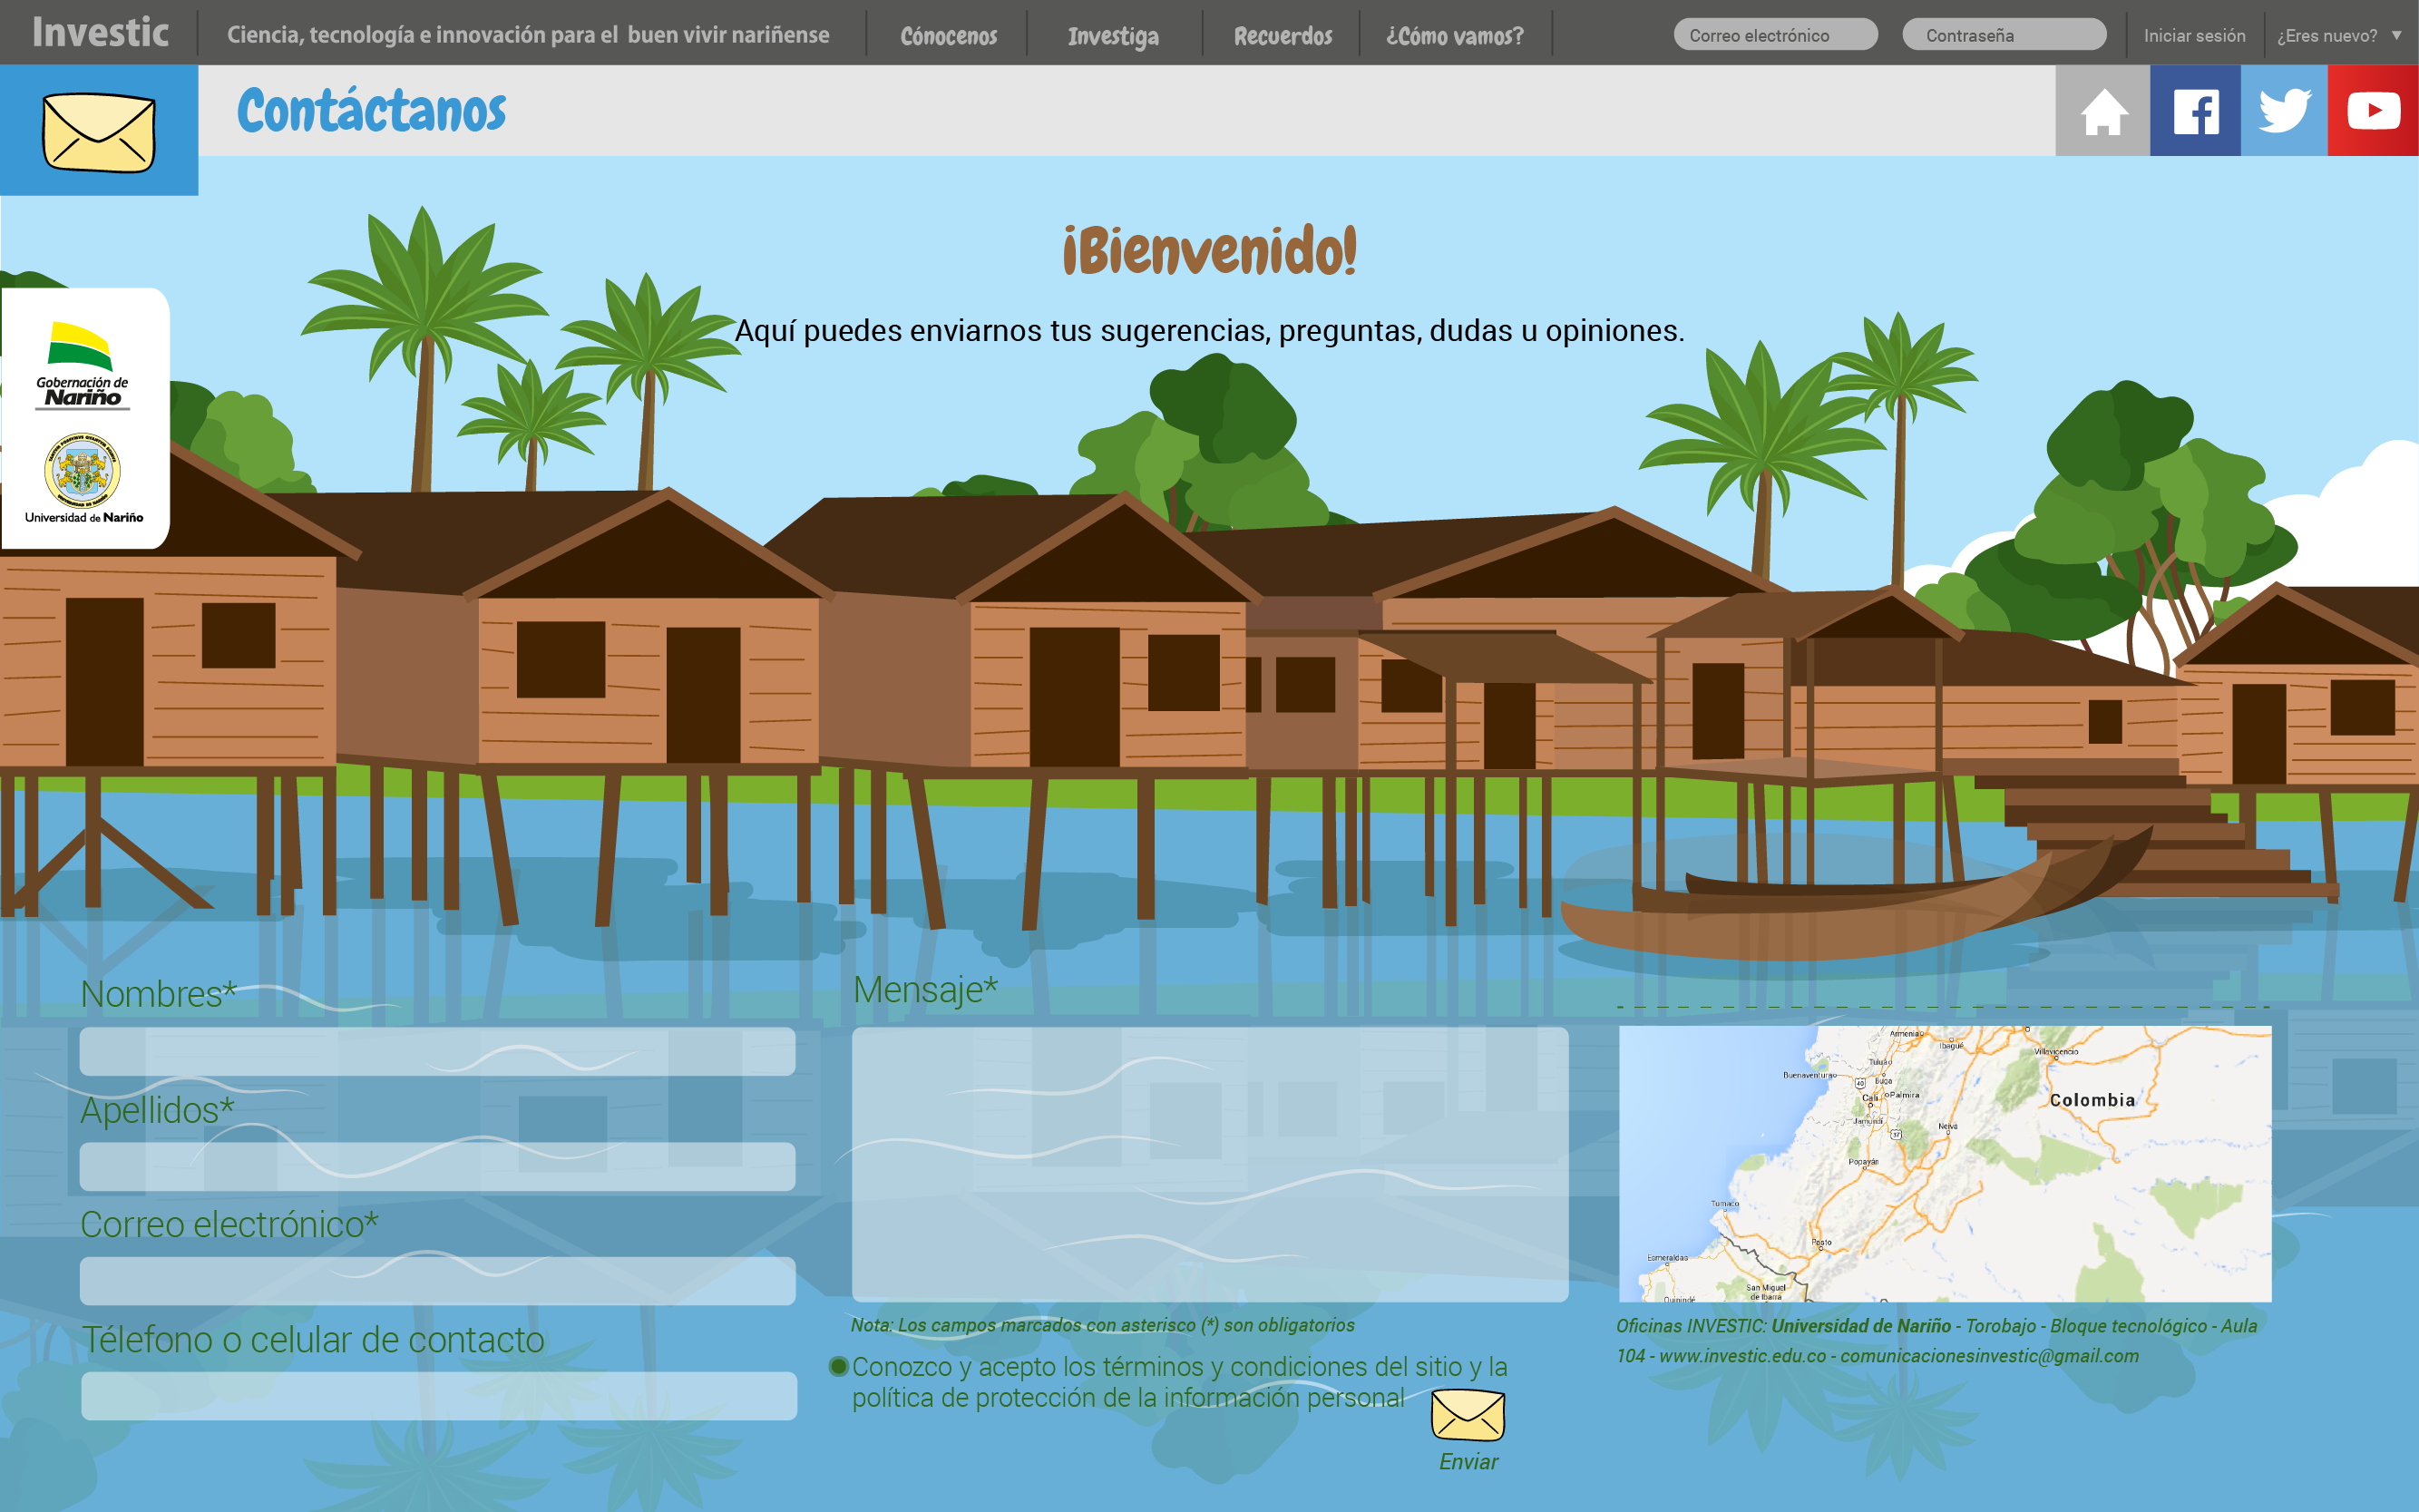 Investic
Ciencia, tecnología e innovación para el buen vivir nariñense
Cónocenos
Investiga
Recuerdos
¿Cómo vamos?
Correo electrónico
Contraseña
Iniciar sesión
¿Eres nuevo? ▼
Contáctanos
¡Bienvenido!
Aquí puedes enviarnos tus sugerencias, preguntas, dudas u opiniones.
Gobernación de
Nariño
Universidad de Nariño
Nombres*
Apellidos*
Correo electrónico*
Télefono o celular de contacto
Mensaje*
Nota: Los campos marcados con asterisco (*) son obligatorios
Conozco y acepto los términos y condiciones del sitio y la
política de protección de la información personal
Enviar
Armenia
Ibagué
Villavicencio
Tuluá
Buenaventura
Buga
40
Cali
Palmira
Colombia
Jamundí
37
Neiva
Popayán
Tumaco
Pasto
Esmeraldas
San Miguel
de Ibarra
Quinindé
Oficinas INVESTIC: Universidad de Nariño - Torobajo - Bloque tecnológico - Aula
104 - www.investic.edu.co - comunicacionesinvestic@gmail.com